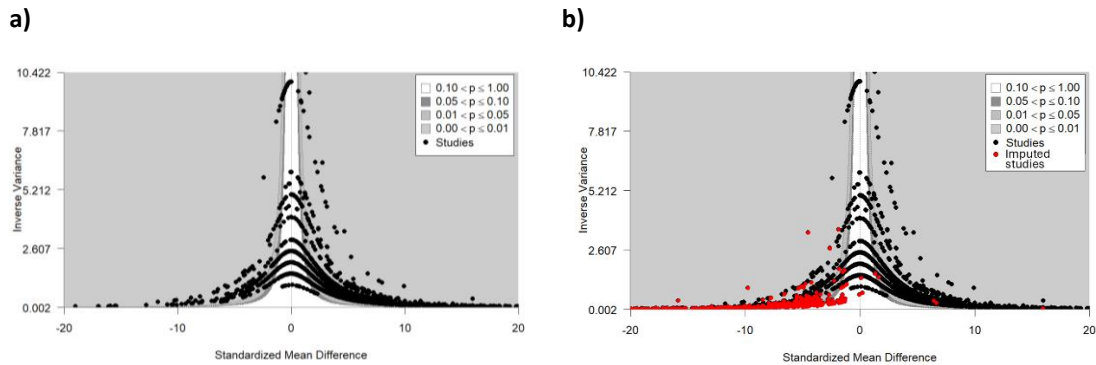 a)
10.422
7.817
5.212
2.607
0.002
Inverse Variance
-20
-10
0
10
20
Standardized Mean Difference
0.10 < p ≤ 1.00
0.05 < p ≤ 0.10
0.01 < p ≤ 0.05
0.00 < p ≤ 0.01
Studies
b)
10.422
7.817
5.212
2.607
0.002
Inverse Variance
-20
-10
0
10
20
Standardized Mean Difference
0.10 < p ≤ 1.00
0.05 < p ≤ 0.10
0.01 < p ≤ 0.05
0.00 < p ≤ 0.01
Studies
Imputed
studies